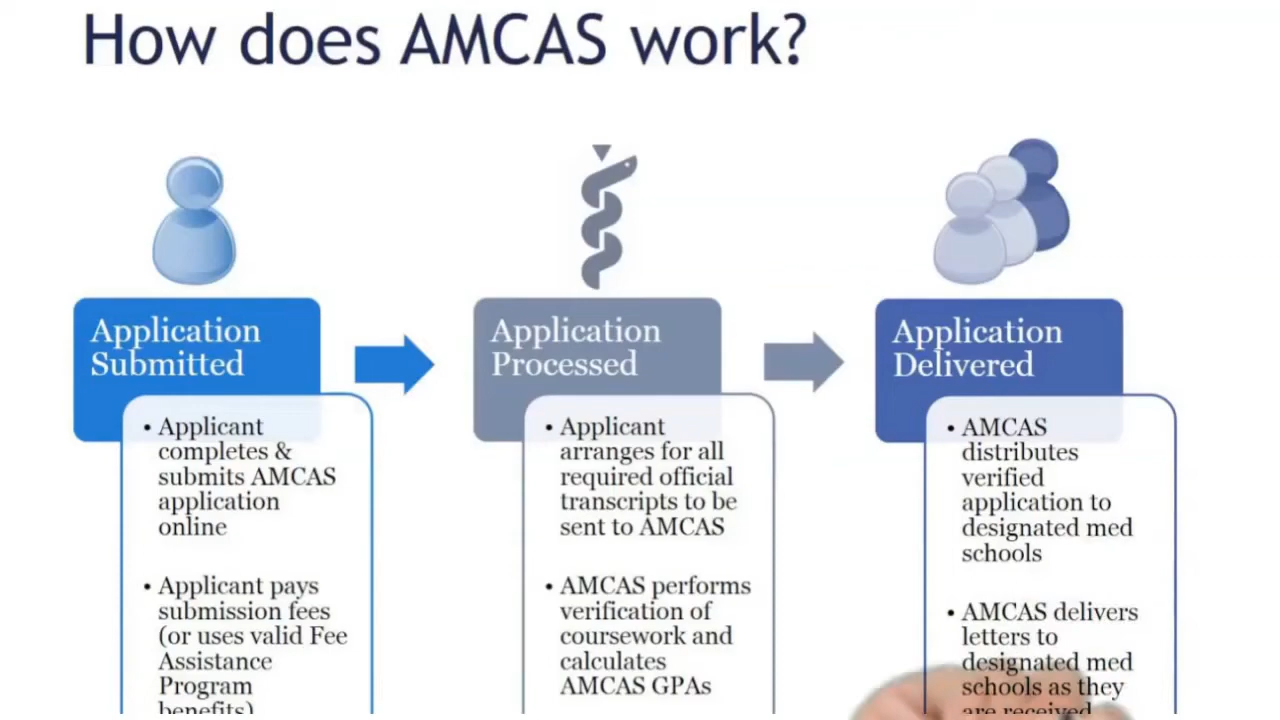 How does AMCAS work?
Application
Submitted
• Applicant
completes &
submits AMCAS
application
online
• Applicant pays
submission fees
(or uses valid Fee
Assistance
Program
benefits)
Application
Processed
• Applicant
arranges for all
required official
transcripts to be
sent to AMCAS
• AMCAS performs
verification of
coursework and
calculates
AMCAS GPAs
Application
Delivered
• AMCAS
distributes
verified
application to
designated med
schools
• AMCAS delivers
letters to
designated med
schools as they
are received